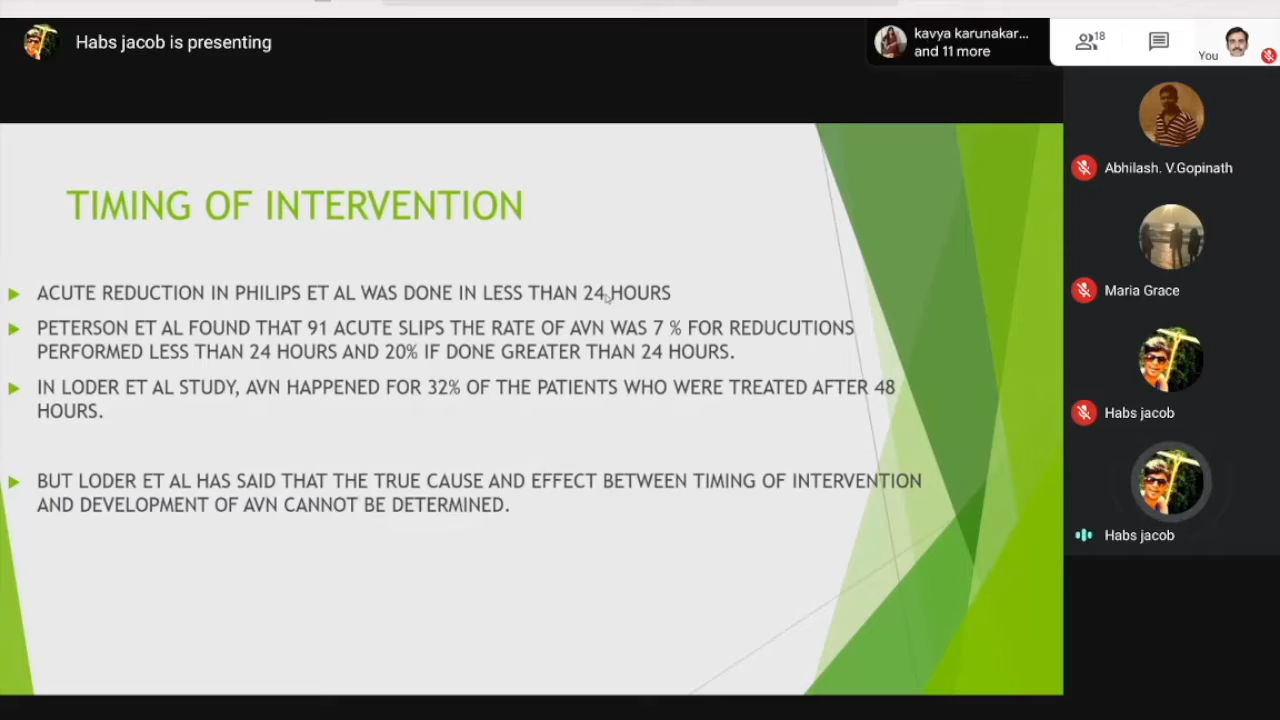 Habs jacob is presenting
kavya karunakar...
and 11 more
18
You
TIMING OF INTERVENTION
ACUTE REDUCTION IN PHILIPS ET AL WAS DONE IN LESS THAN 24 HOURS
PETERSON ET AL FOUND THAT 91 ACUTE SLIPS THE RATE OF AVN WAS 7 % FOR REDUCUTIONS
PERFORMED LESS THAN 24 HOURS AND 20% IF DONE GREATER THAN 24 HOURS.
IN LODER ET AL STUDY, AVN HAPPENED FOR 32% OF THE PATIENTS WHO WERE TREATED AFTER 48
HOURS.
BUT LODER ET AL HAS SAID THAT THE TRUE CAUSE AND EFFECT BETWEEN TIMING OF INTERVENTION
AND DEVELOPMENT OF AVN CANNOT BE DETERMINED.
Abhilash. V.Gopinath
Maria Grace
Habs jacob
Habs jacob